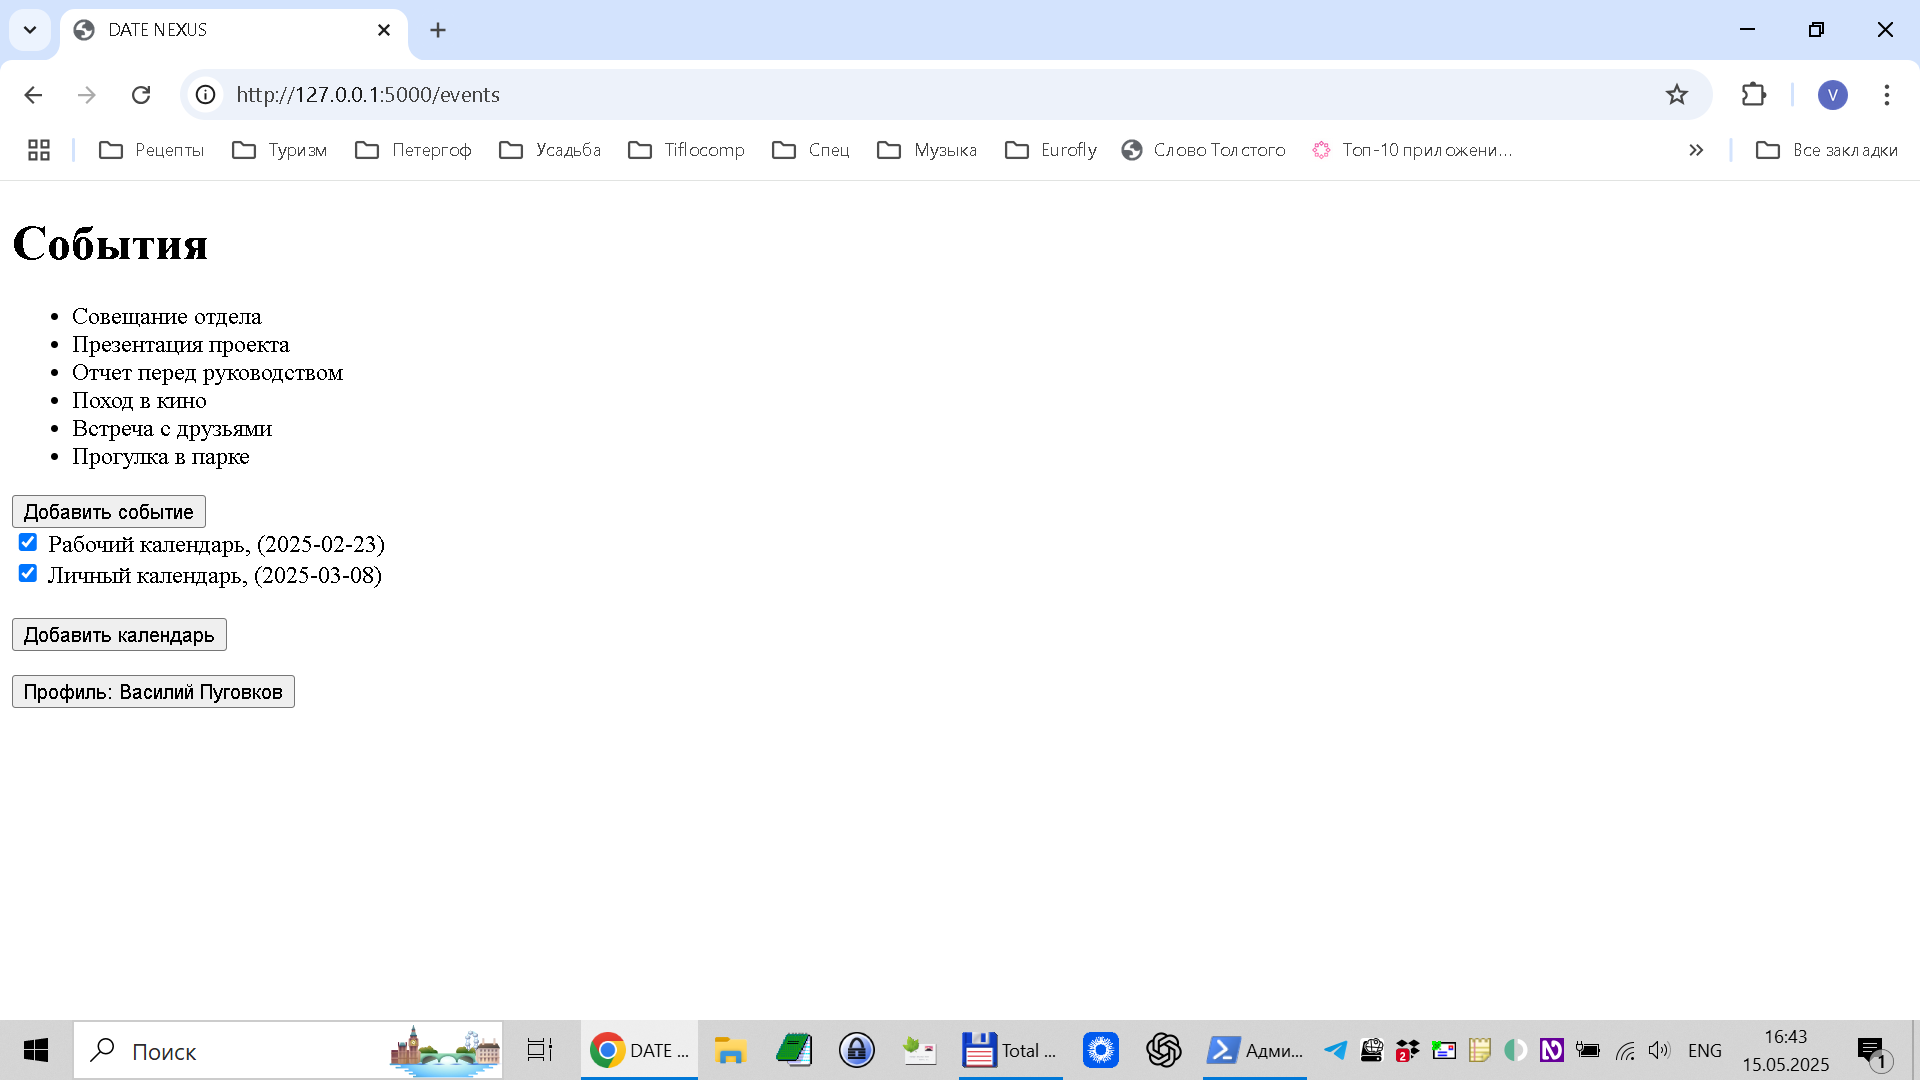 DATE NEXUS
http://127.0.0.1:5000/events
V
Рецепты Туризм Петергоф Усадьба Tiflocomp Спец Музыка Eurofly Слово Толстого Топ-10 приложени... Все закладки
События
Совещание отдела
Презентация проекта
Отчет перед руководством
Поход в кино
Встреча с друзьями
Прогулка в парке
Добавить событие
Рабочий календарь, (2025-02-23)
Личный календарь, (2025-03-08)
Добавить календарь
Профиль: Василий Пуговков
Поиск DATE ... Total ... Адми... 2 N ENG 16:43
15.05.2025 1